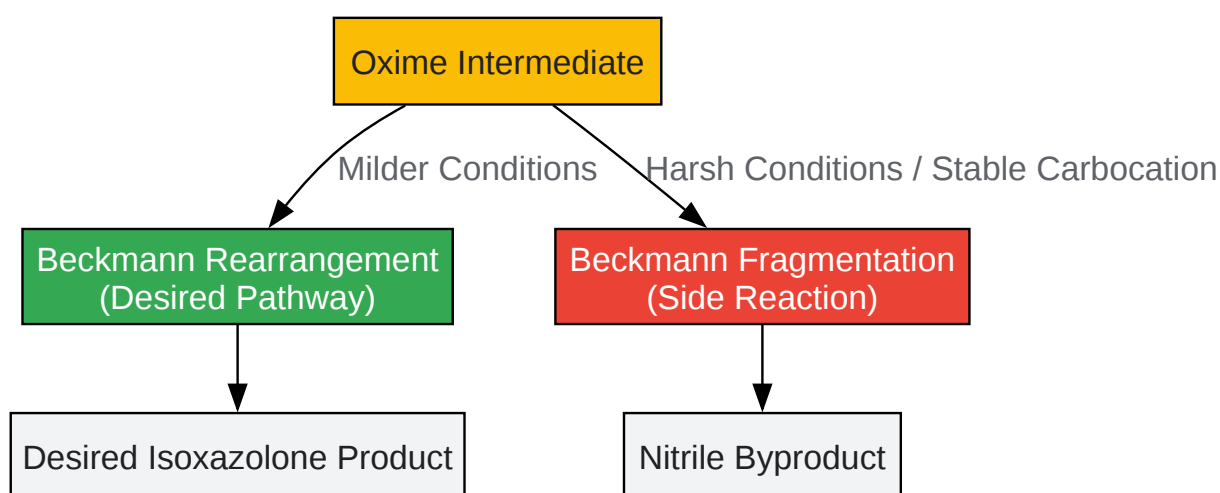 Oxime Intermediate
Milder Conditions
Harsh Conditions / Stable Carbocation
Beckmann Rearrangement
(Desired Pathway)
Beckmann Fragmentation
(Side Reaction)
Desired Isoxazolone Product
Nitrile Byproduct